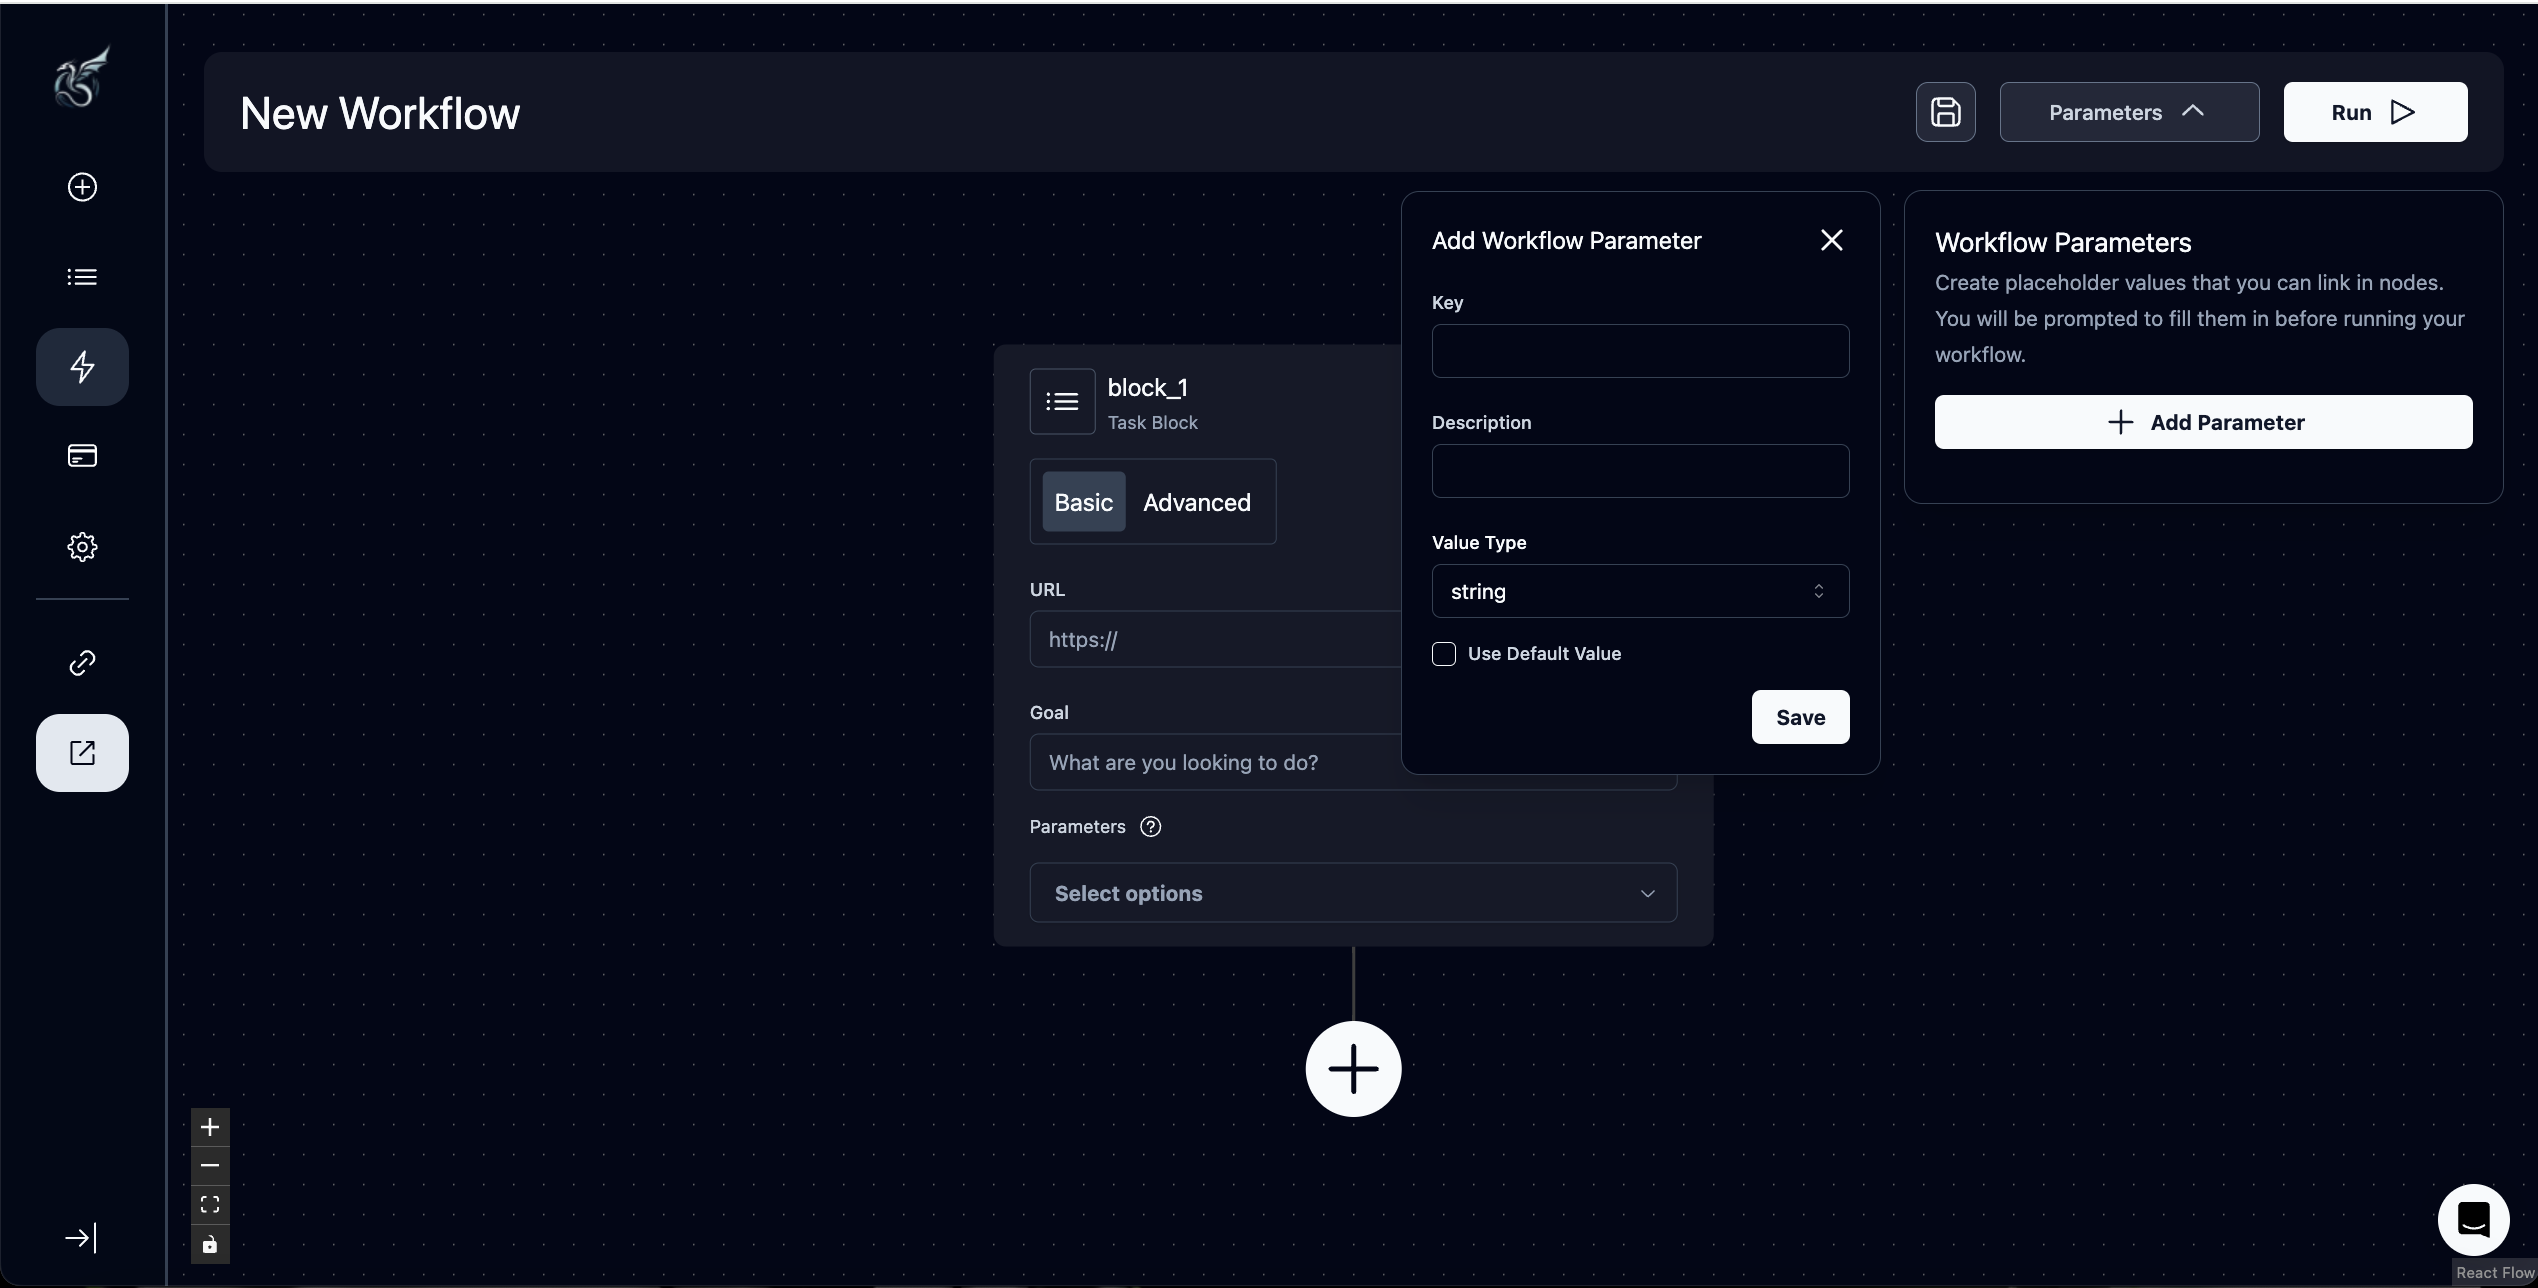 New Workflow
Parameters
Run
Add Workflow Parameter
Key
Description
Value Type
string
Use Default Value
Save
Workflow Parameters
Create placeholder values that you can link in nodes.
You will be prompted to fill them in before running your
workflow.
Add Parameter
block_1
Task Block
Basic
Advanced
URL
https://
Goal
What are you looking to do?
Parameters
Select options
React Flow